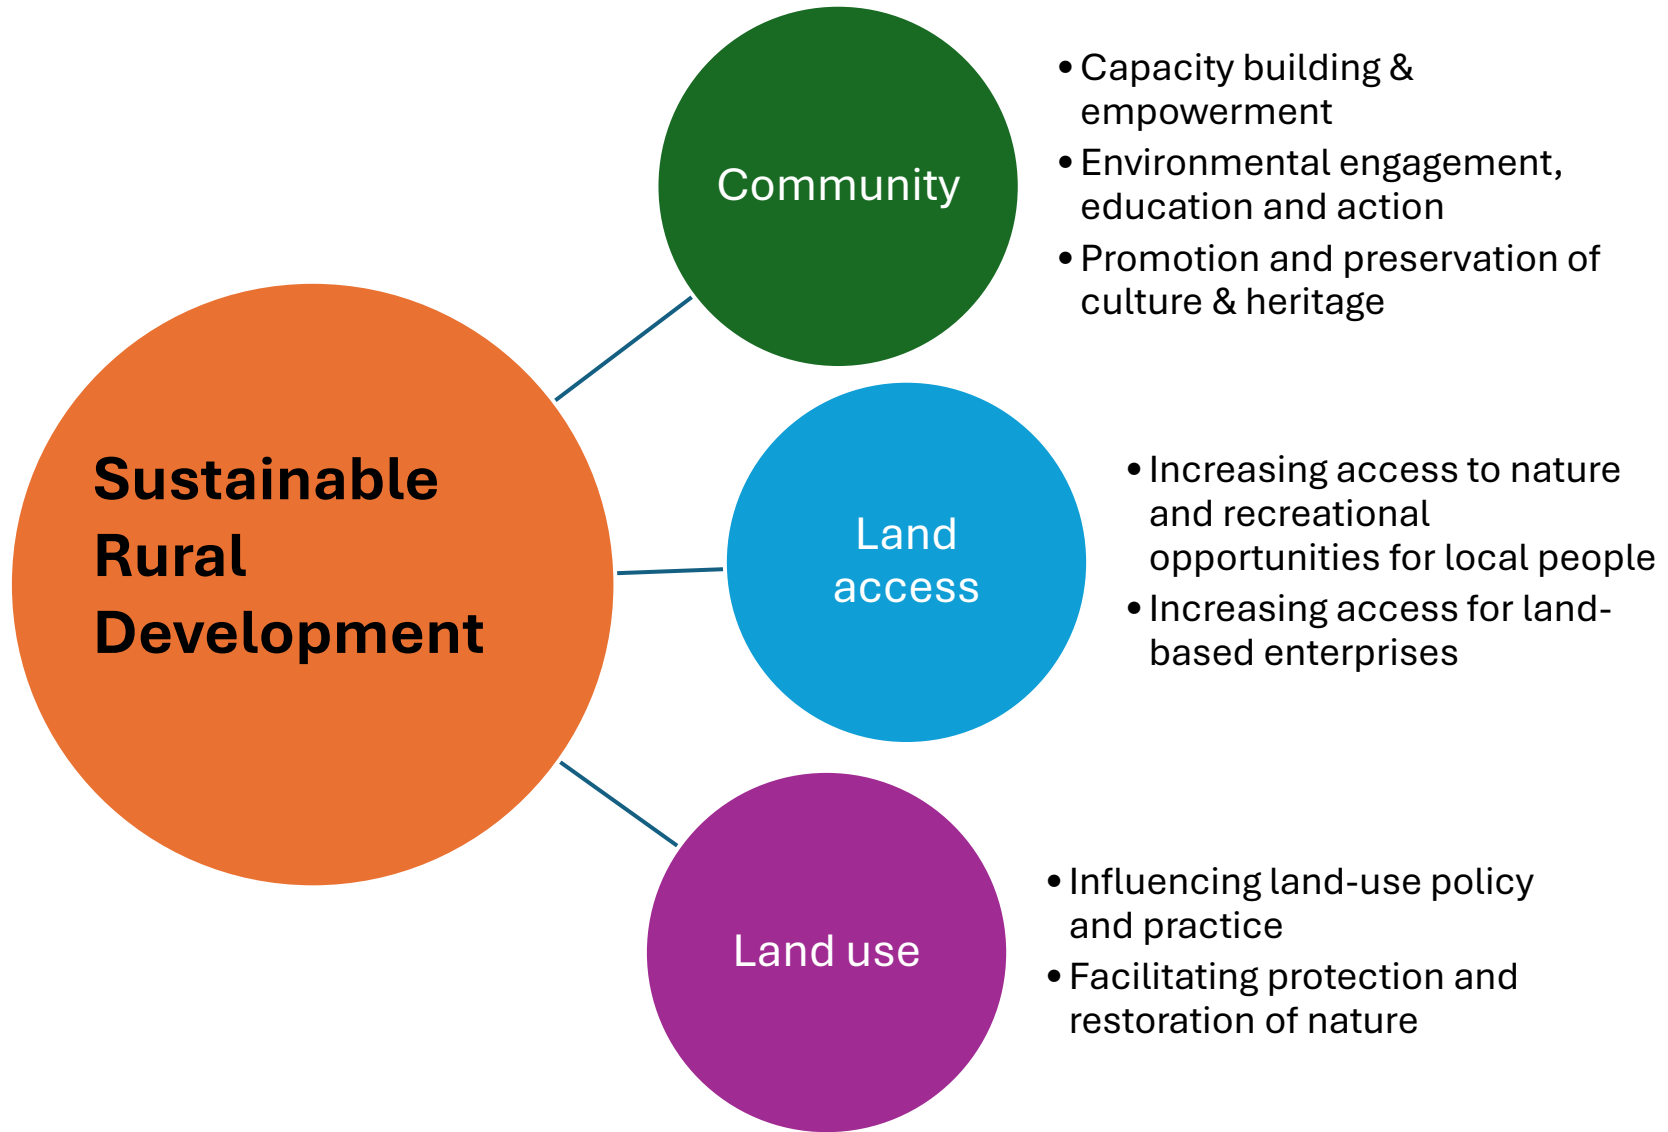 Sustainable
Rural
Development
Community
• Capacity building &
empowerment
• Environmental engagement,
education and action
• Promotion and preservation of
culture & heritage
Land
access
• Increasing access to nature
and recreational
opportunities for local people
• Increasing access for land-
based enterprises
Land use
• Influencing land-use policy
and practice
• Facilitating protection and
restoration of nature